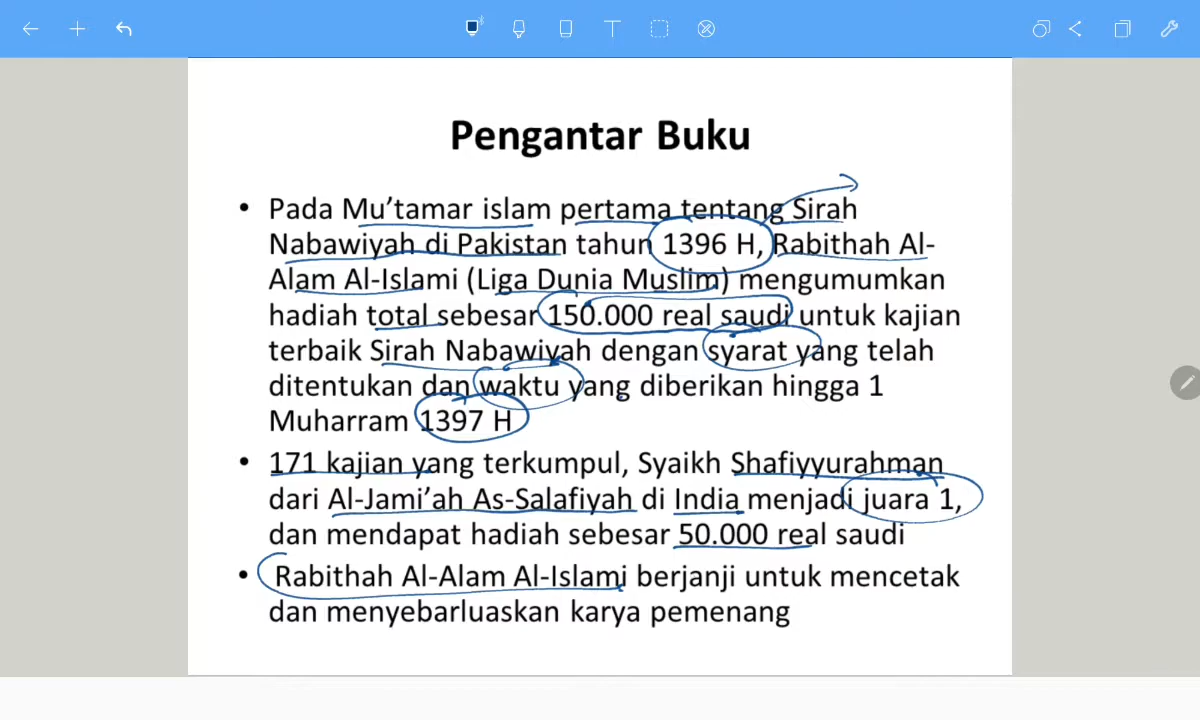 Pengantar Buku
• Pada Mu'tamar islam pertama tentang Sirah
Nabawiyah di Pakistan tahun 1396 H, Rabithah Al-
Alam Al-Islami (Liga Dunia Muslim) mengumumkan
hadiah total sebesar 150.000 real saudi untuk kajian
terbaik Sirah Nabawiyah dengan syarat yang telah
ditentukan dan waktu yang diberikan hingga 1
Muharram 1397 H
• 171 kajian yang terkumpul, Syaikh Shafiyyurahman
dari Al-Jami'ah As-Salafiyah di India menjadi juara 1,
dan mendapat hadiah sebesar 50.000 real saudi
• Rabithah Al-Alam Al-Islami berjanji untuk mencetak
dan menyebarluaskan karya pemenang